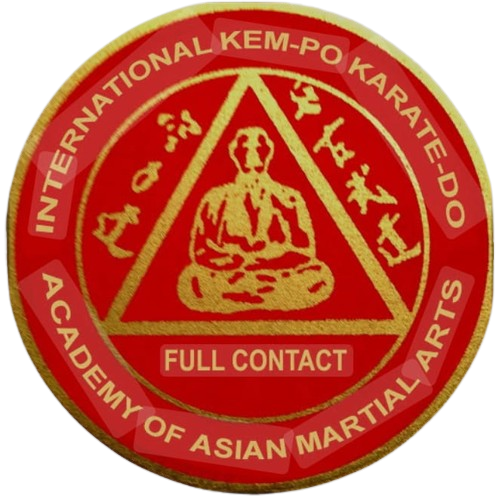 INTERNATIONAL KEM-PO KARATE-DO
FULL CONTACT
ACADEMY OF ASIAN MARTIAL ARTS